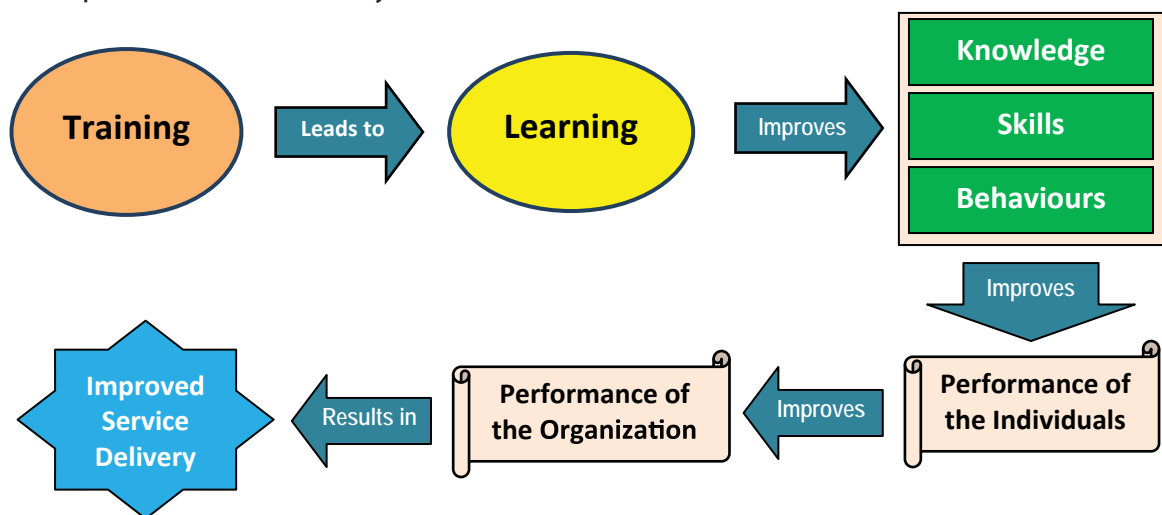 Training
Leads to
Learning
Improves
Knowledge
Skills
Behaviours
Improves
Performance of
the Individuals
Improves
Performance of
the Organization
Results in
Improved
Service
Delivery